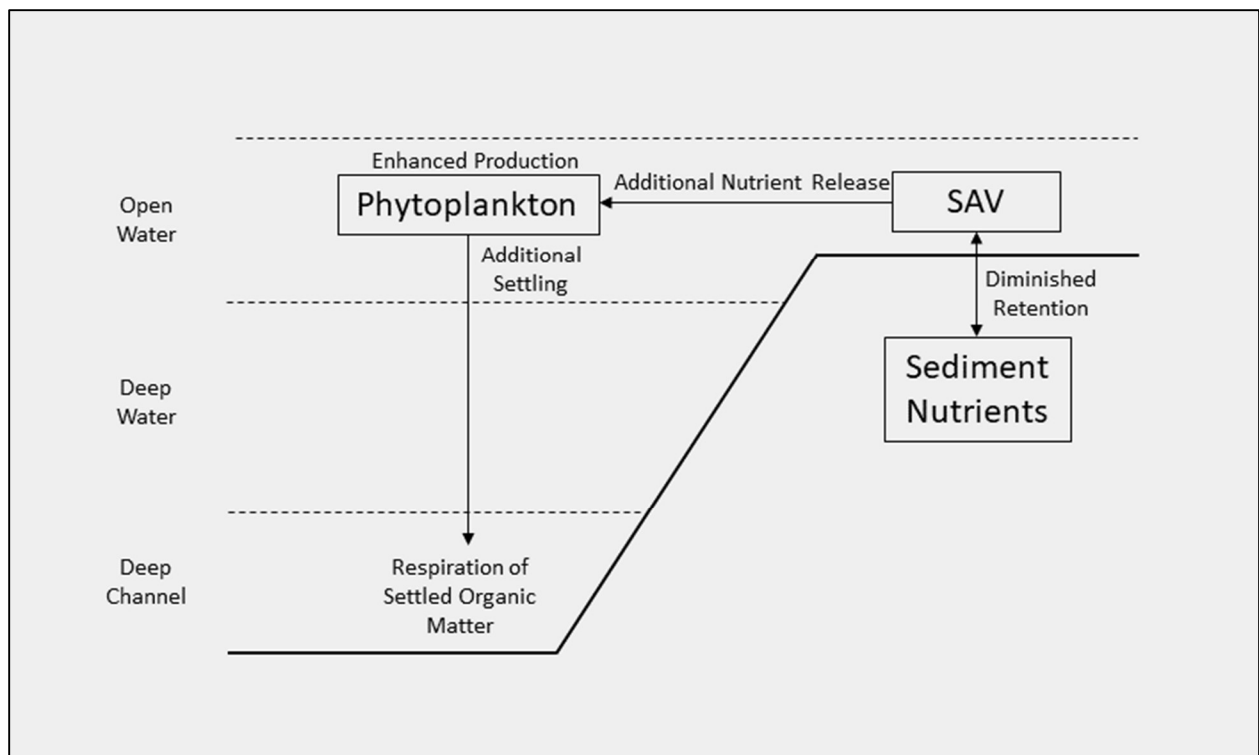 Enhanced Production
Phytoplankton
Additional Nutrient Release
SAV
Open
Water
Additional
Settling
Diminished
Retention
Sediment
Nutrients
Deep
Water
Deep
Channel
Respiration of
Settled Organic
Matter